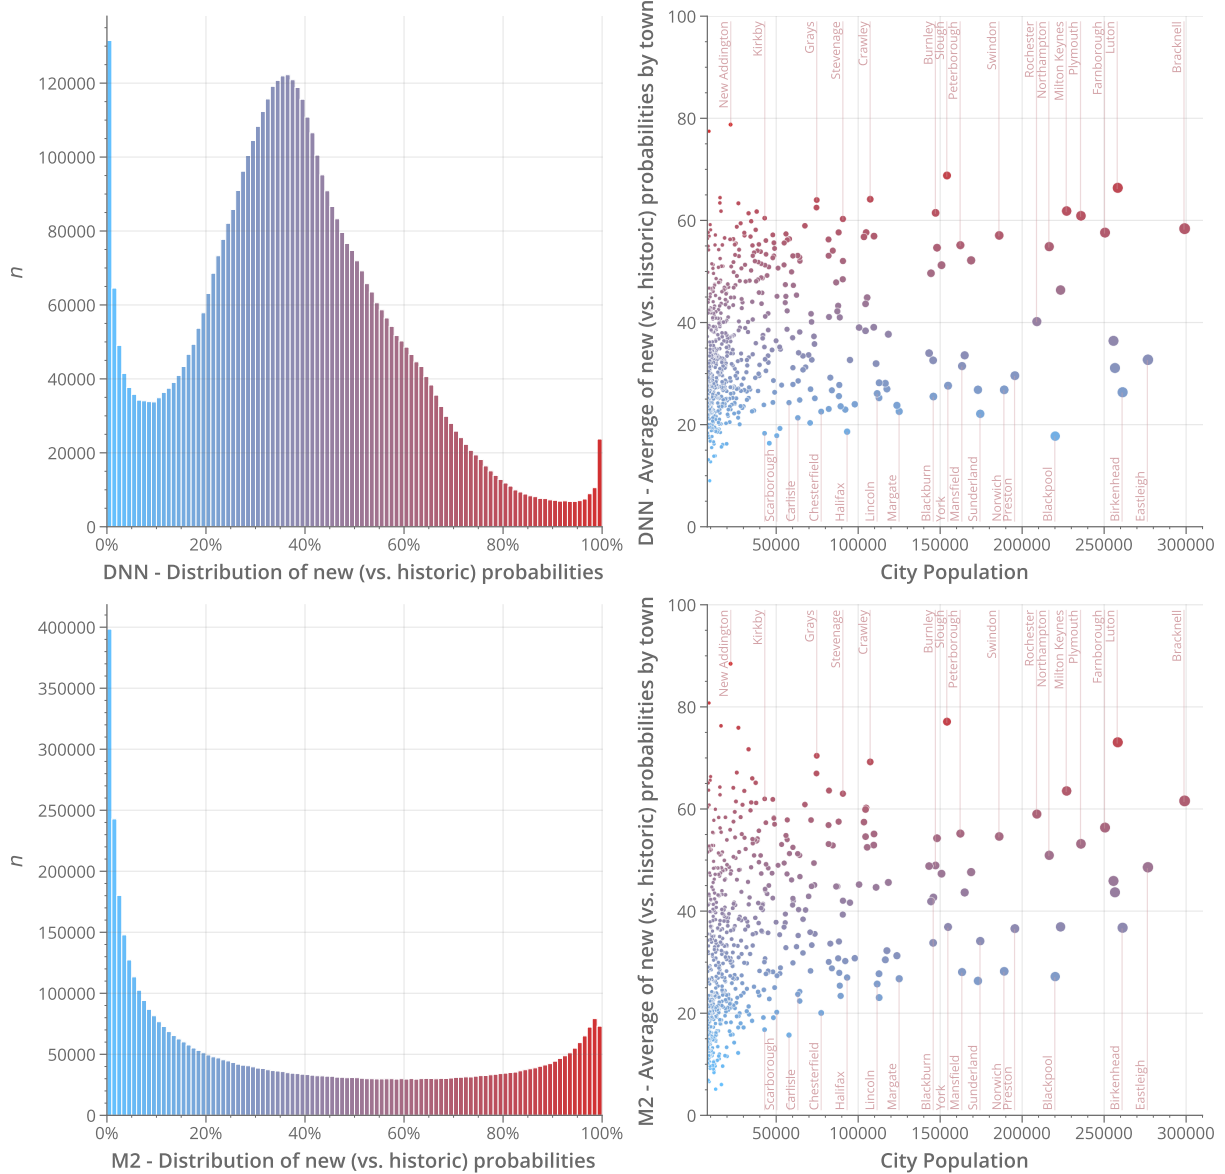 n
120000
100000
80000
60000
40000
20000
0
0%
20%
40%
60%
80%
100%
DNN - Distribution of new (vs. historic) probabilities
DNN - Average of new (vs. historic) probabilities by town
100
80
60
40
20
0
New Addington
Kirkby
Grays
Stevenage
Crawley
Burnley
Slough
Peterborough
Swindon
Rochester
Northampton
Milton Keynes
Plymouth
Farnborough
Luton
Bracknell
Scarborough
Carlisle
Chesterfield
Halifax
Lincoln
Margate
Blackburn
York
Mansfield
Sunderland
Norwich
Preston
Blackpool
Birkenhead
Eastleigh
50000
100000
150000
200000
250000
300000
City Population
n
400000
350000
300000
250000
200000
150000
100000
50000
0
0%
20%
40%
60%
80%
100%
M2 - Distribution of new (vs. historic) probabilities
M2 - Average of new (vs. historic) probabilities by town
100
80
60
40
20
0
New Addington
Kirkby
Grays
Stevenage
Crawley
Burnley
Slough
Peterborough
Swindon
Rochester
Northampton
Milton Keynes
Plymouth
Farnborough
Luton
Bracknell
Scarborough
Carlisle
Chesterfield
Halifax
Lincoln
Margate
Blackburn
York
Mansfield
Sunderland
Norwich
Preston
Blackpool
Birkenhead
Eastleigh
50000
100000
150000
200000
250000
300000
City Population